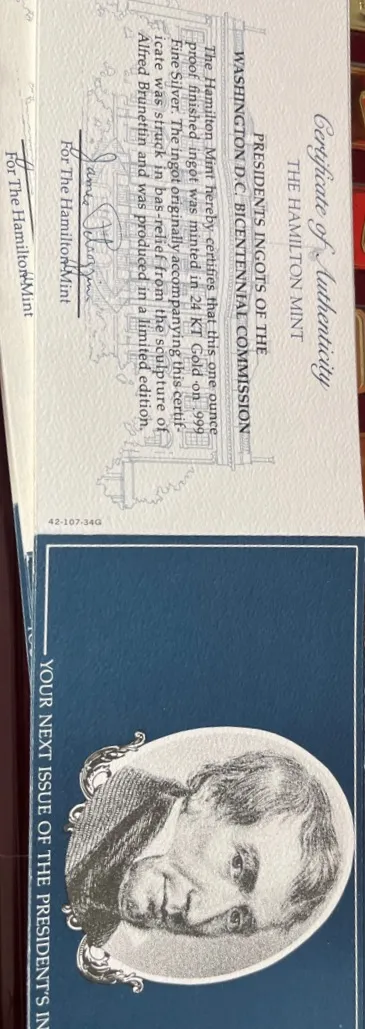 Certificate of Authenticity
THE HAMILTON MINT
PRESIDENTS INGOTS OF THE
WASHINGTON D.C. BICENTENNIAL COMMISSION
The Hamilton Mint hereby certifies that this one ounce
proof finished ingot was minted in 24 KT Gold on .999
Fine Silver. The ingot originally accompanying this certif-
icate was struck in bas-relief from the sculpture of
Alfred Brunettin and was produced in a limited edition.
For The Hamilton Mint
42-107-34G
For The Hamilton Mint
YOUR NEXT ISSUE OF THE PRESIDENT'S IN